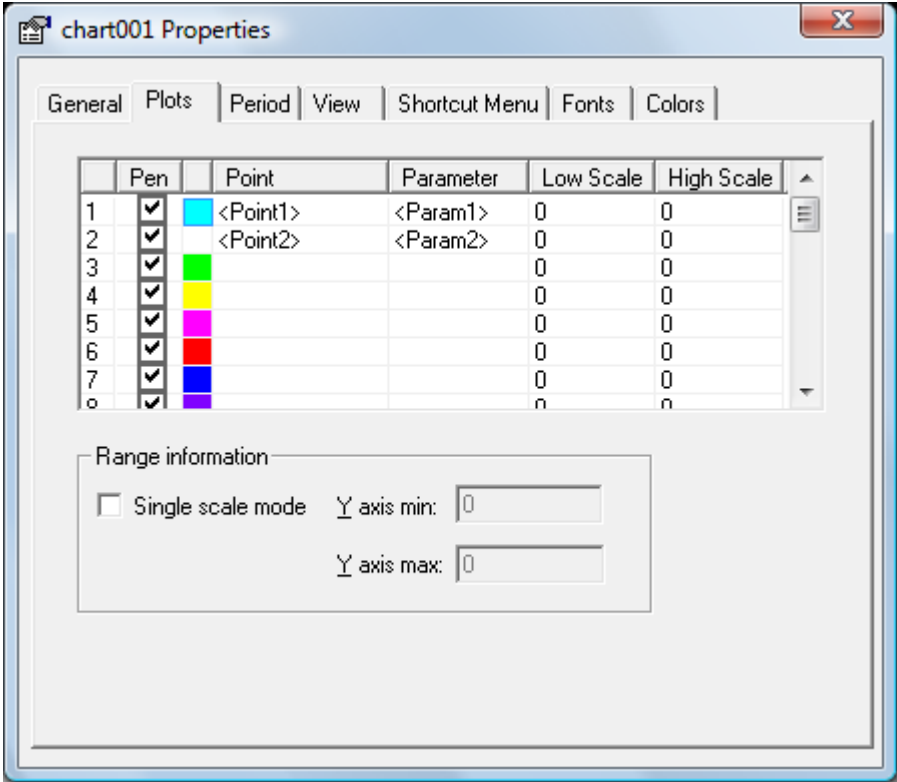 chart001 Properties
General Plots Period View Shortcut Menu Fonts Colors
Pen Point Parameter Low Scale High Scale
1 <Point1> <Param1> 0 0
2 <Point2> <Param2> 0 0
3 0 0
4 0 0
5 0 0
6 0 0
7 0 0
Range information
Single scale mode Y axis min: 0
Y axis max: 0